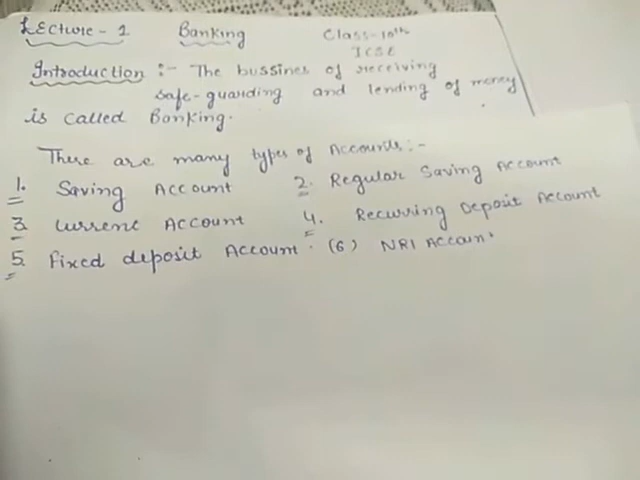 Lecture - 1 Banking Class-10th
ICSE
Introduction :- The bussines of receiving
safe-guarding and lending of money
is called Banking.
There are many types of Accounts:-
1. Saving Account 2. Regular Saving Account
3. Current Account 4. Recurring Deposit Account
5. Fixed deposit Account. (6) NRI Accoun